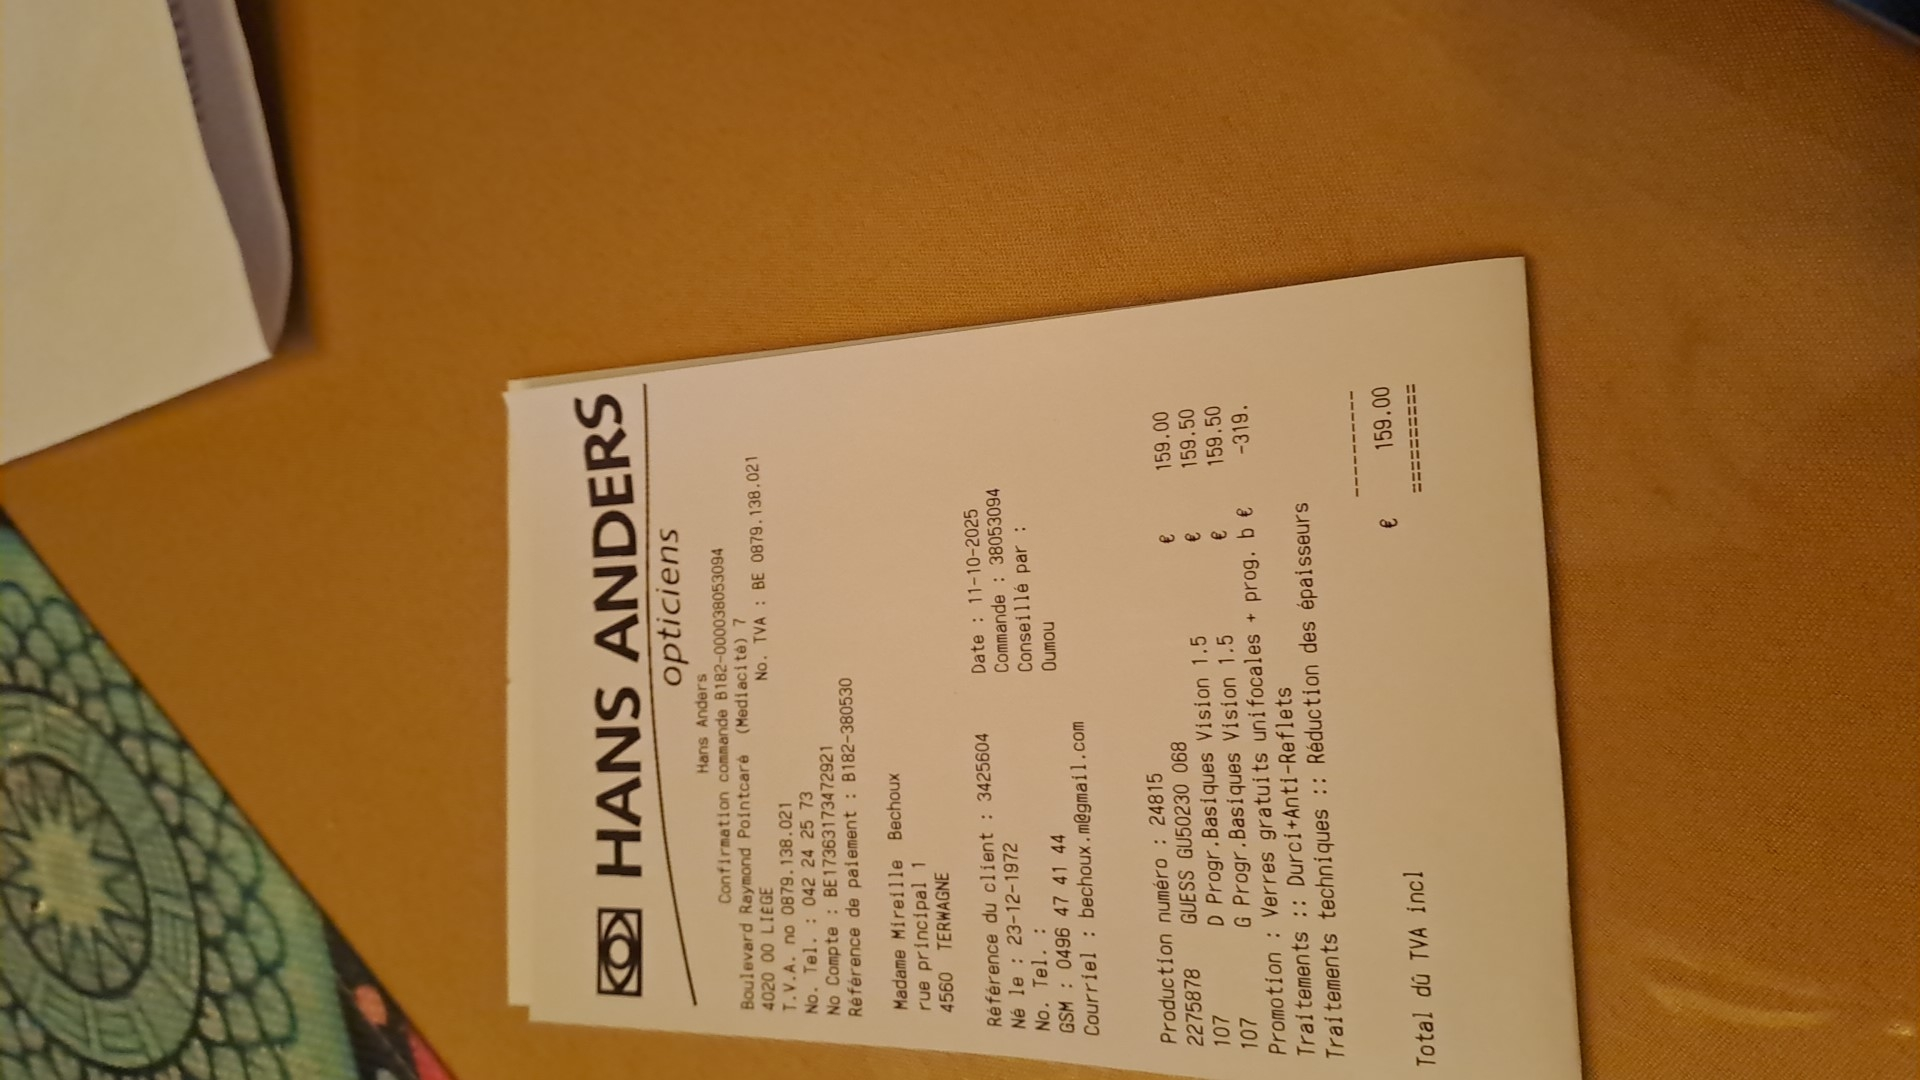 HANS ANDERS
opticiens
Hans Anders
Confirmation commande B182-000038053094
Boulevard Raymond Pointcaré (Mediacité) 7
4020 00 LIEGE No. TVA : BE 0879.138.021
T.V.A. no 0879.138.021
No. Tel. : 042 24 25 73
No Compte : BE17363173472921
Référence de paiement : B182-380530
Madame Mireille Bechoux
rue principal 1
4560 TERWAGNE
Référence du client : 3425604 Date : 11-10-2025
Né le : 23-12-1972 Commande : 38053094
No. Tel. : Conseillé par :
GSM : 0496 47 41 44 Oumou
Courriel : bechoux.m@gmail.com
Production numéro : 24815
2275878 GUESS GU50230 068 € 159.00
107 D Progr.Basiques Vision 1.5 € 159.50
107 G Progr.Basiques Vision 1.5 € 159.50
Promotion : Verres gratuits unifocales + prog. b € -319.
Traitements :: Durci+Anti-Reflets
Traitements techniques :: Réduction des épaisseurs
----------
Total dû TVA incl € 159.00
==========